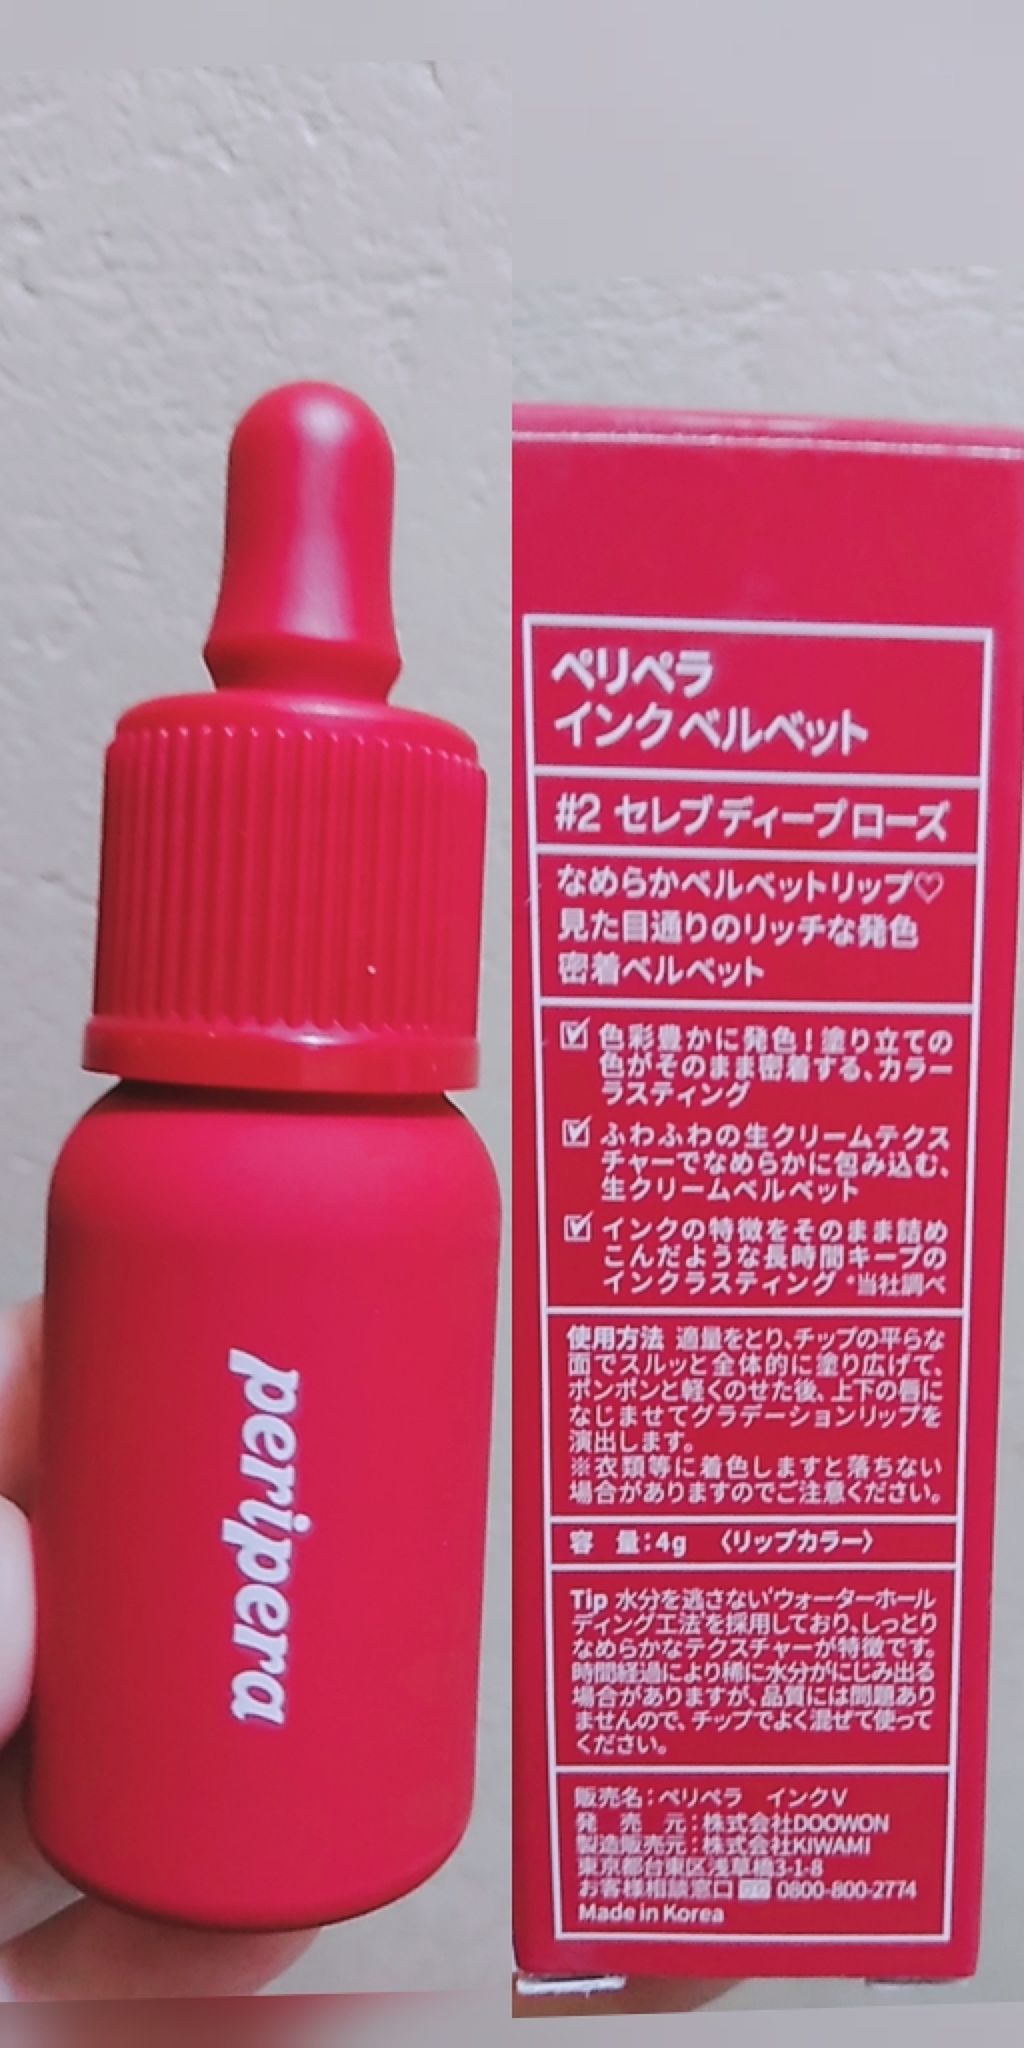 peripera
ペリペラ
インクベルベット
#2 セレブディープローズ
なめらかベルベットリップ♡
見た目通りのリッチな発色
密着ベルベット
☑ 色彩豊かに発色！塗り立ての
色がそのまま密着する、カラー
ラスティング
☑ ふわふわの生クリームテクス
チャーでなめらかに包み込む、
生クリームベルベット
☑ インクの特徴をそのまま詰め
こんだような長時間キープの
インクラスティング *当社調べ
使用方法 適量をとり、チップの平らな
面でスルッと全体的に塗り広げて、
ポンポンと軽くのせた後、上下の唇に
なじませてグラデーションリップを
演出します。
※衣類等に着色しますと落ちない
場合がありますのでご注意ください。
容 量：4g 〈リップカラー〉
Tip 水分を逃さない'ウォーターホール
ディング工法'を採用しており、しっとり
なめらかなテクスチャーが特徴です。
時間経過により稀に水分がにじみ出る
場合がありますが、品質には問題あり
ませんので、チップでよく混ぜて使って
ください。
販売名：ペリペラ インクV
発 売 元：株式会社DOOWON
製造販売元：株式会社KIWAMI
東京都台東区浅草橋3-1-8
お客様相談窓口 0800-800-2774
Made in Korea